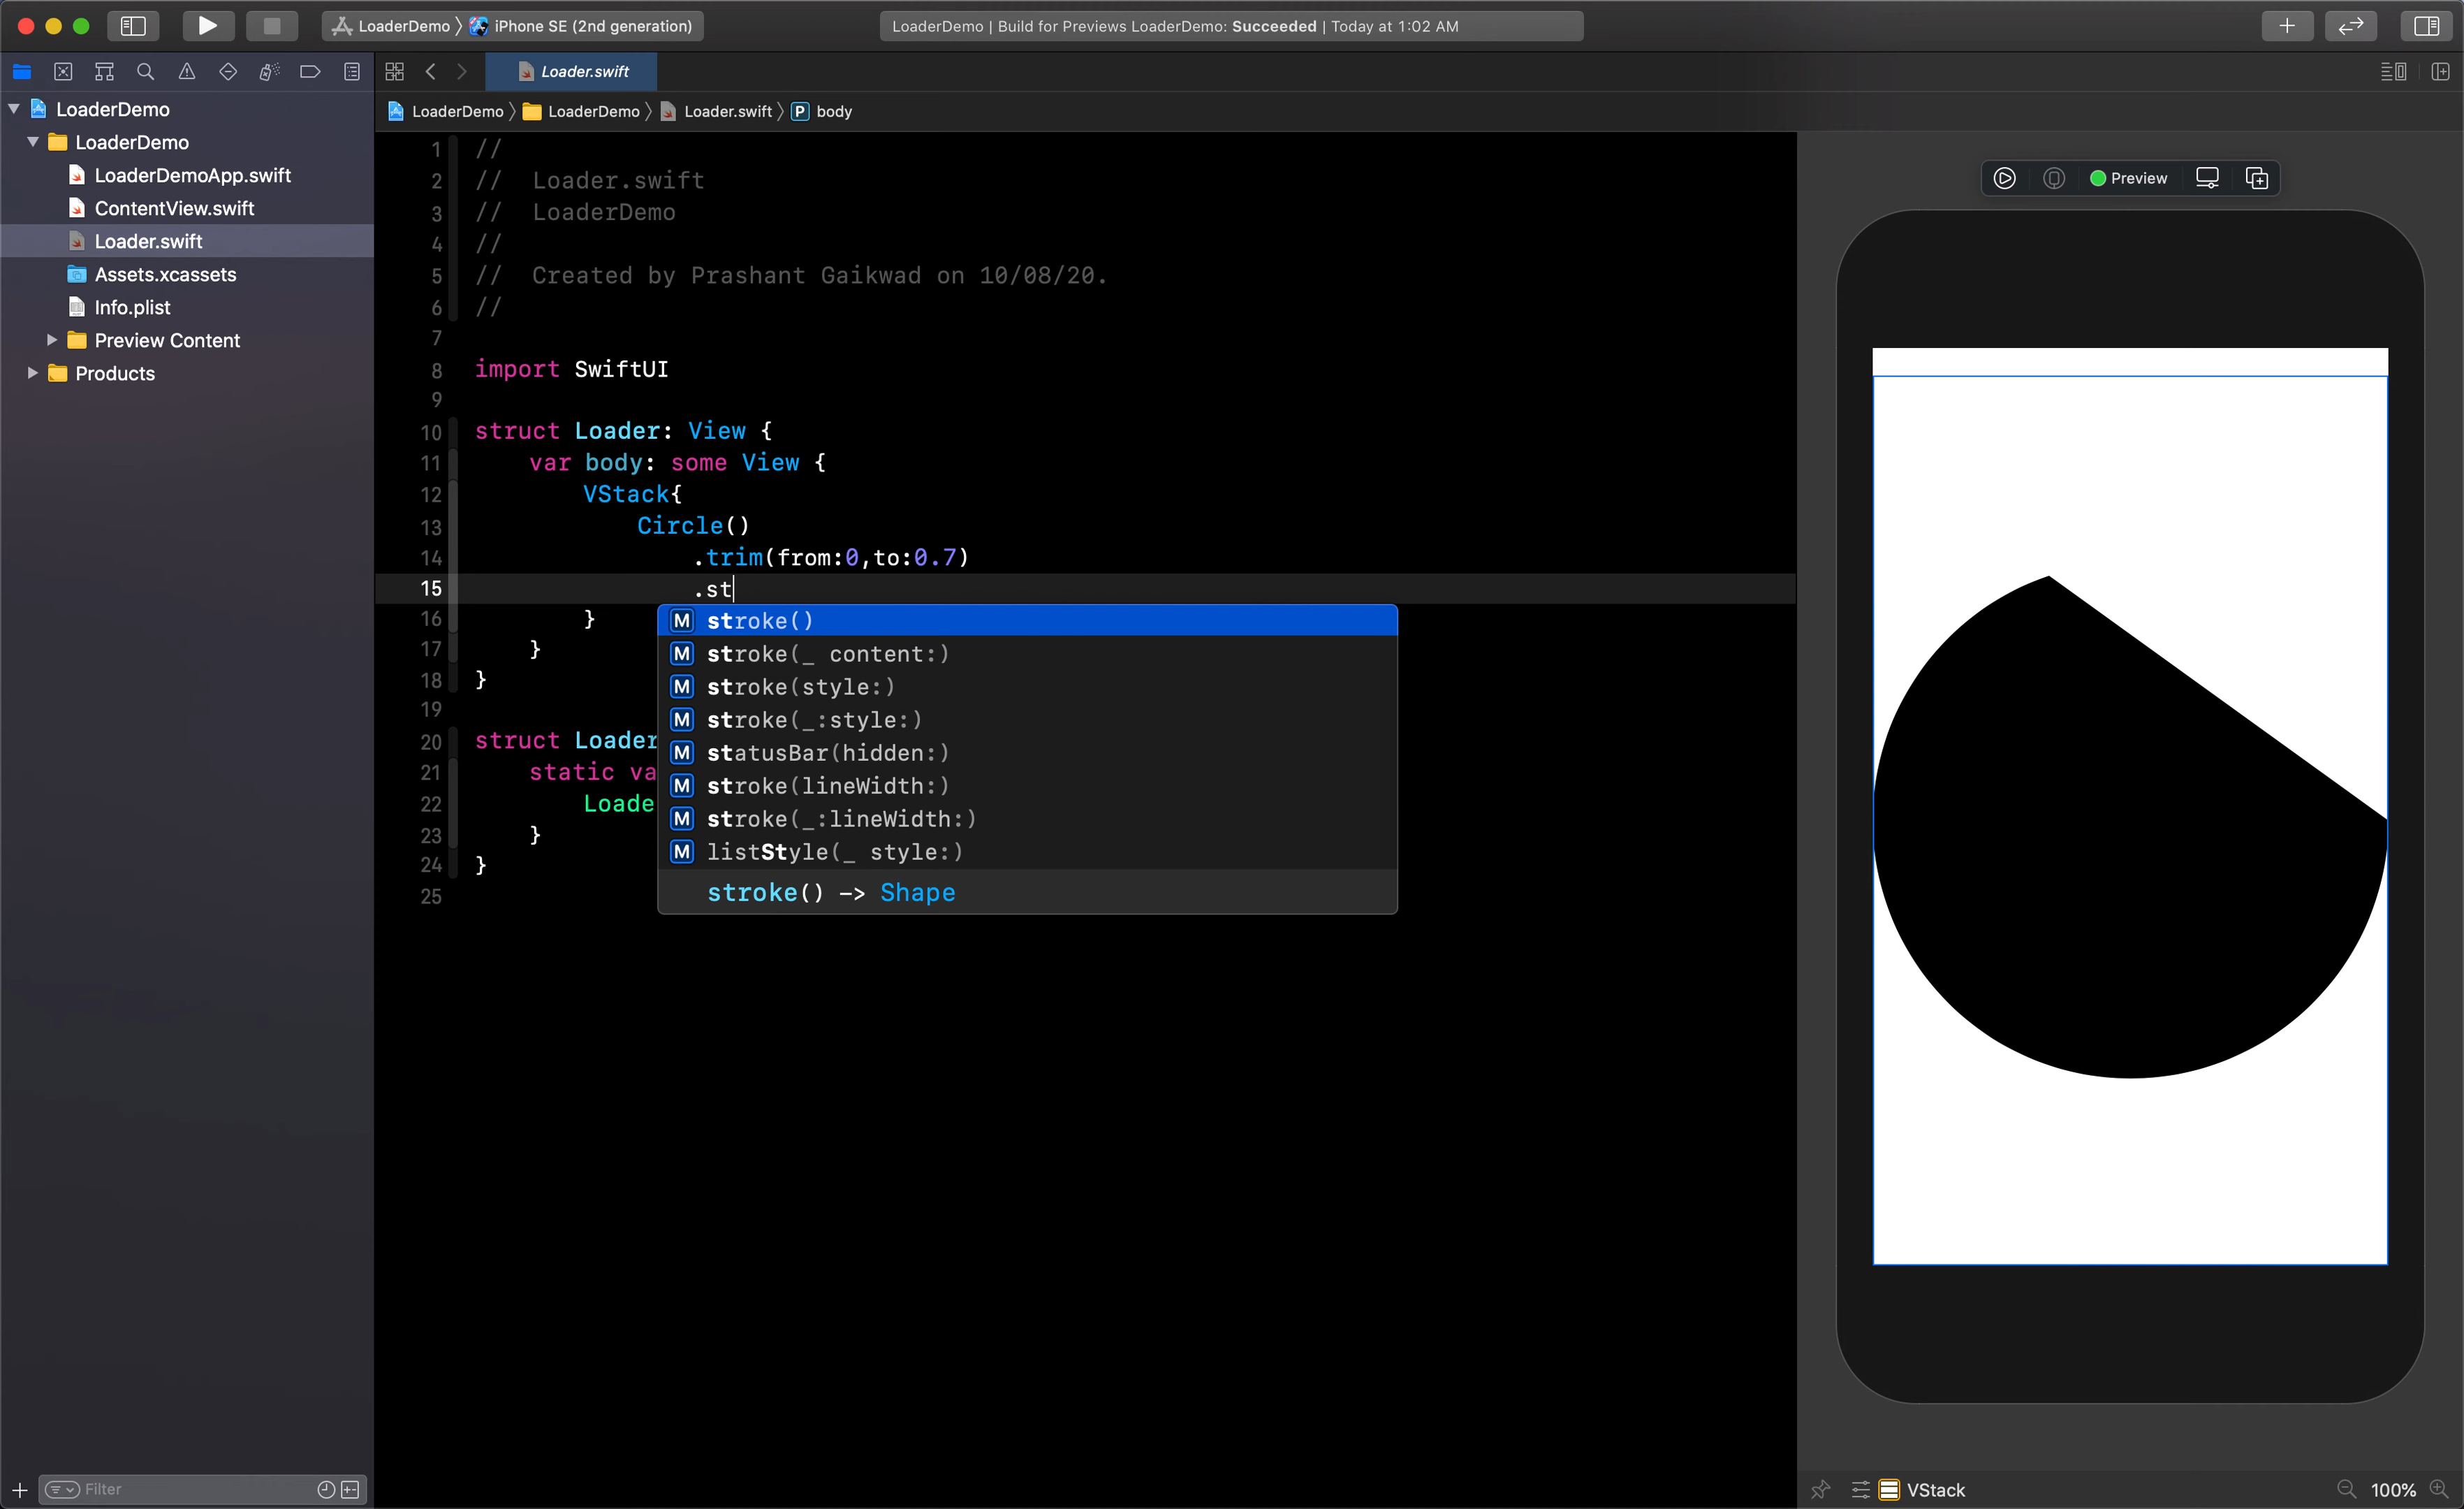 LoaderDemo 〉 iPhone SE (2nd generation)
LoaderDemo | Build for Previews LoaderDemo: Succeeded | Today at 1:02 AM
Loader.swift
LoaderDemo 〉 LoaderDemo 〉 Loader.swift 〉 P body
LoaderDemo
LoaderDemo
LoaderDemoApp.swift
ContentView.swift
Loader.swift
Assets.xcassets
Info.plist
Preview Content
Products
Filter
1 //
2 //  Loader.swift
3 //  LoaderDemo
4 //
5 //  Created by Prashant Gaikwad on 10/08/20.
6 //
7
8 import SwiftUI
9
10 struct Loader: View {
11     var body: some View {
12         VStack{
13             Circle()
14                 .trim(from:0,to:0.7)
15                 .st
16         }
17     }
18 }
19
20 struct Loader
21     static va
22         Loade
23     }
24 }
25
M stroke()
M stroke(_ content:)
M stroke(style:)
M stroke(_:style:)
M statusBar(hidden:)
M stroke(lineWidth:)
M stroke(_:lineWidth:)
M listStyle(_ style:)
stroke() -> Shape
Preview
VStack
100%